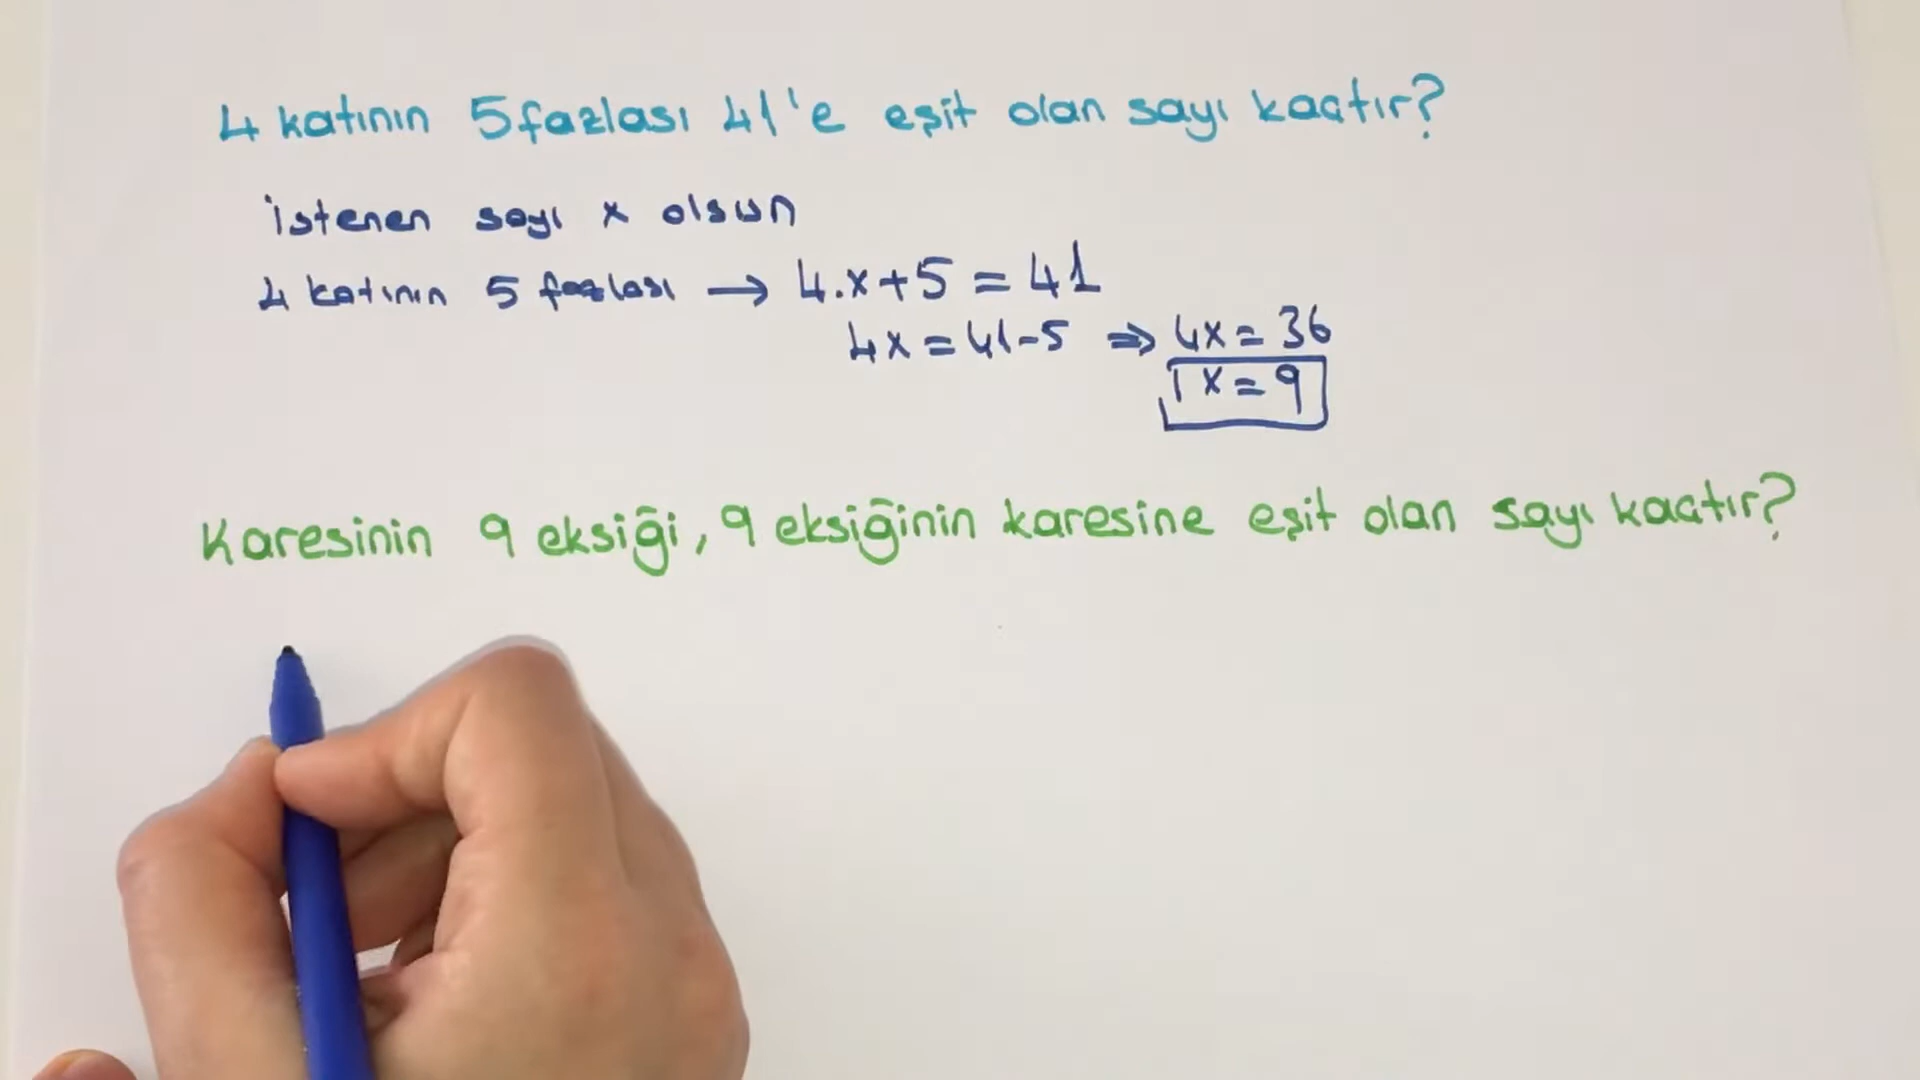 4 katının 5 fazlası 41'e eşit olan sayı kaçtır?
İstenen sayı x olsun
4 katının 5 fazlası → 4.x+5 = 41
4x = 41-5 ⇒ 4x = 36
x = 9
Karesinin 9 eksiği, 9 eksiğinin karesine eşit olan sayı kaçtır?